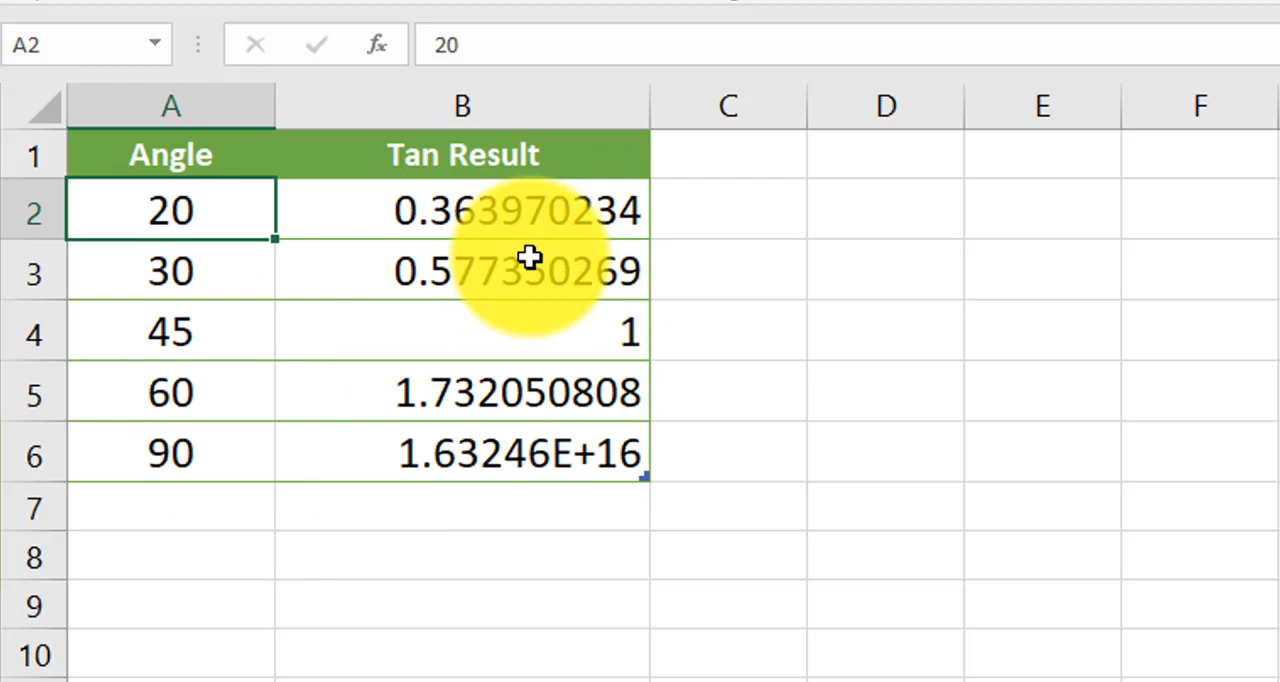 A2 fx 20
A B C D E F
1 Angle Tan Result
2 20 0.363970234
3 30 0.577350269
4 45 1
5 60 1.732050808
6 90 1.63246E+16
7
8
9
10